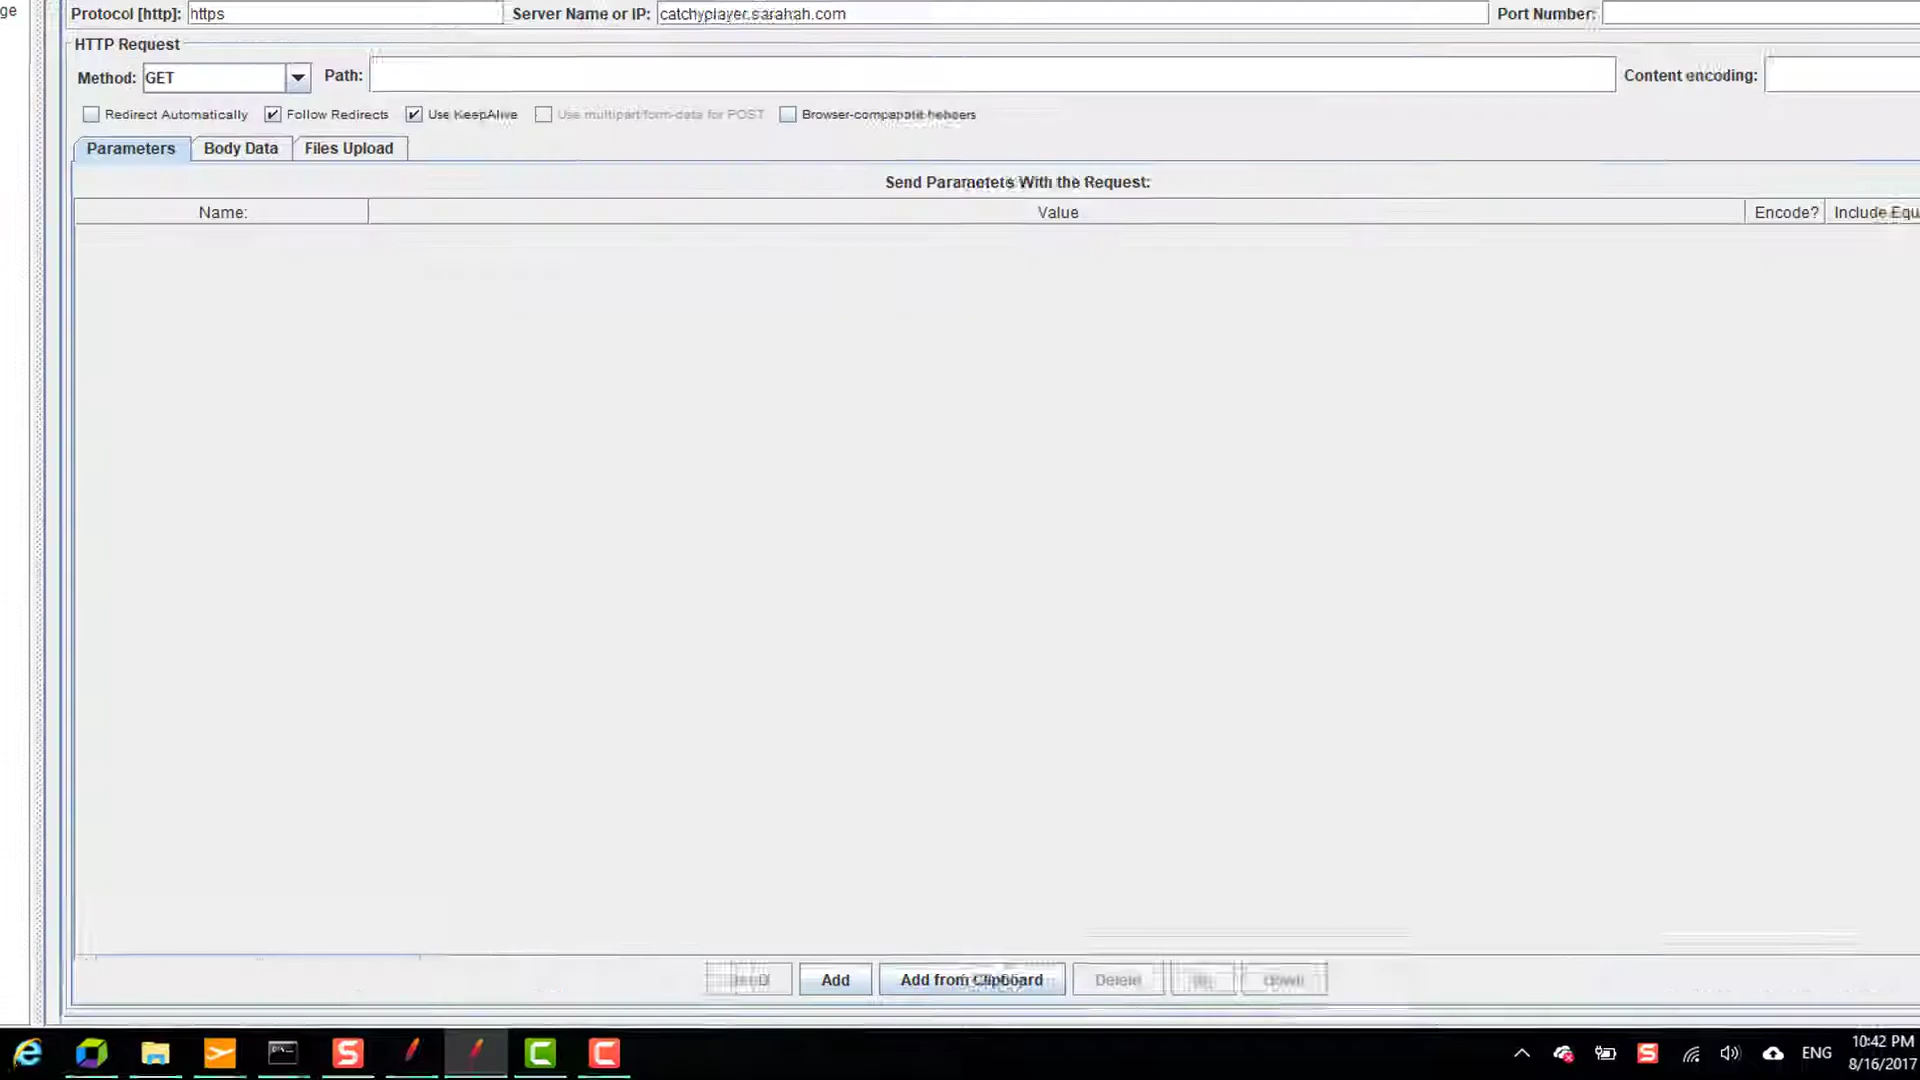 ge
Protocol [http]: https Server Name or IP: catchyplayer.sarahah.com Port Number:
HTTP Request
Method: GET Path: Content encoding:
Redirect Automatically Follow Redirects Use KeepAlive Use multipart/form-data for POST Browser-compatible headers
Parameters Body Data Files Upload
Send Parameters With the Request:
Name: Value Encode? Include Equ
Add Add from Clipboard Delete Down
ENG 10:42 PM
8/16/2017